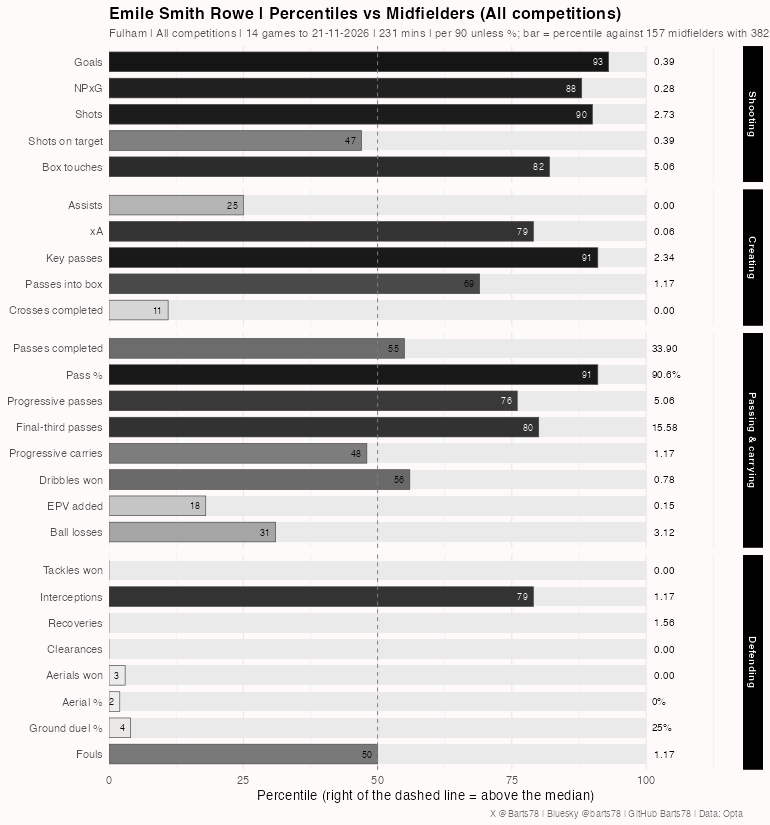 Emile Smith Rowe | Percentiles vs Midfielders (All competitions)
Fulham | All competitions | 14 games to 21-11-2026 | 231 mins | per 90 unless %; bar = percentile against 157 midfielders with 382
Goals 93 0.39
NPxG 88 0.28
Shots 90 2.73
Shots on target 47 0.39
Box touches 82 5.06
Shooting
Assists 25 0.00
xA 79 0.06
Key passes 91 2.34
Passes into box 69 1.17
Crosses completed 11 0.00
Creating
Passes completed 55 33.90
Pass % 91 90.6%
Progressive passes 76 5.06
Final-third passes 80 15.58
Progressive carries 48 1.17
Dribbles won 56 0.78
EPV added 18 0.15
Ball losses 31 3.12
Passing & carrying
Tackles won 0.00
Interceptions 79 1.17
Recoveries 1.56
Clearances 0.00
Aerials won 3 0.00
Aerial % 2 0%
Ground duel % 4 25%
Fouls 50 1.17
Defending
0 25 50 75 100
Percentile (right of the dashed line = above the median)
X @Barts78 | Bluesky @barts78 | GitHub Barts78 | Data: Opta